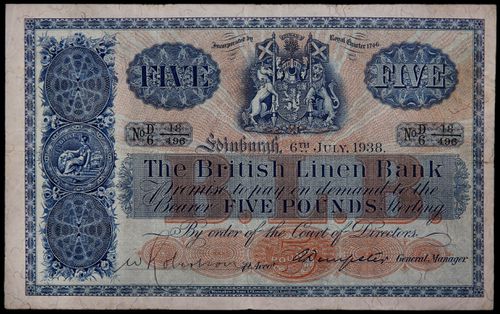 Incorporated by Royal Charter 1746
FIVE FIVE
No. D/6 18/496 No. D/6 18/496
Edinburgh, 6TH JULY, 1938.
The British Linen Bank
Promise to pay on demand to the
Bearer FIVE POUNDS Sterling
By order of the Court of Directors.
p. Acct. General Manager